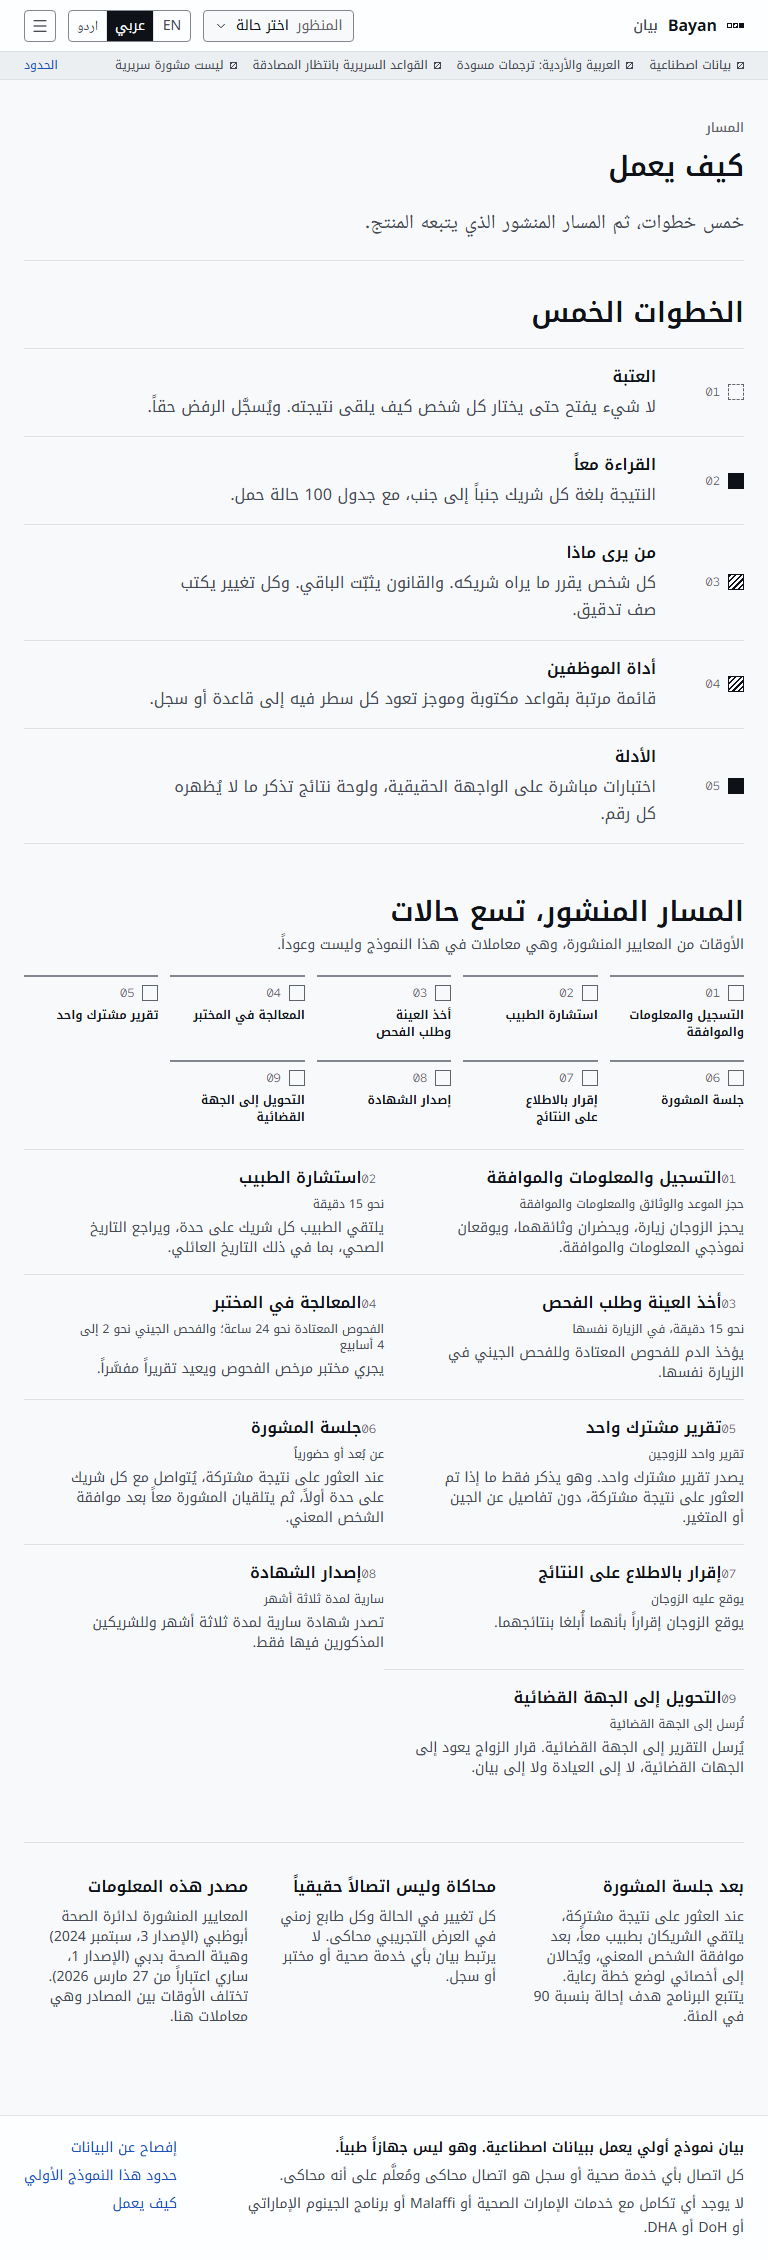 Bayan بيان
المنظور اختر حالة
EN عربي اردو
بيانات اصطناعية
العربية والأردية: ترجمات مسودة
القواعد السريرية بانتظار المصادقة
ليست مشورة سريرية
الحدود
المسار
كيف يعمل
خمس خطوات، ثم المسار المنشور الذي يتبعه المنتج.
الخطوات الخمس
01
العتبة
لا شيء يفتح حتى يختار كل شخص كيف يلقى نتيجته. ويُسجَّل الرفض حقاً.
02
القراءة معاً
النتيجة بلغة كل شريك جنباً إلى جنب، مع جدول 100 حالة حمل.
03
من يرى ماذا
كل شخص يقرر ما يراه شريكه. والقانون يثبّت الباقي. وكل تغيير يكتب
صف تدقيق.
04
أداة الموظفين
قائمة مرتبة بقواعد مكتوبة وموجز تعود كل سطر فيه إلى قاعدة أو سجل.
05
الأدلة
اختبارات مباشرة على الواجهة الحقيقية، ولوحة نتائج تذكر ما لا يُظهره
كل رقم.
المسار المنشور، تسع حالات
الأوقات من المعايير المنشورة، وهي معاملات في هذا النموذج وليست وعوداً.
01
التسجيل والمعلومات
والموافقة
02
استشارة الطبيب
03
أخذ العينة
وطلب الفحص
04
المعالجة في المختبر
05
تقرير مشترك واحد
06
جلسة المشورة
07
إقرار بالاطلاع
على النتائج
08
إصدار الشهادة
09
التحويل إلى الجهة
القضائية
01التسجيل والمعلومات والموافقة
حجز الموعد والوثائق والمعلومات والموافقة
يحجز الزوجان زيارة، ويحضران وثائقهما، ويوقعان
نموذجي المعلومات والموافقة.
02استشارة الطبيب
نحو 15 دقيقة
يلتقي الطبيب كل شريك على حدة، ويراجع التاريخ
الصحي، بما في ذلك التاريخ العائلي.
03أخذ العينة وطلب الفحص
نحو 15 دقيقة، في الزيارة نفسها
يؤخذ الدم للفحوص المعتادة وللفحص الجيني في
الزيارة نفسها.
04المعالجة في المختبر
الفحوص المعتادة نحو 24 ساعة؛ والفحص الجيني نحو 2 إلى
4 أسابيع
يجري مختبر مرخص الفحوص ويعيد تقريراً مفسَّراً.
05تقرير مشترك واحد
تقرير واحد للزوجين
يصدر تقرير مشترك واحد. وهو يذكر فقط ما إذا تم
العثور على نتيجة مشتركة، دون تفاصيل عن الجين
أو المتغير.
06جلسة المشورة
عن بُعد أو حضورياً
عند العثور على نتيجة مشتركة، يُتواصل مع كل شريك
على حدة أولاً، ثم يتلقيان المشورة معاً بعد موافقة
الشخص المعني.
07إقرار بالاطلاع على النتائج
يوقع عليه الزوجان
يوقع الزوجان إقراراً بأنهما أُبلغا بنتائجهما.
08إصدار الشهادة
سارية لمدة ثلاثة أشهر
تصدر شهادة سارية لمدة ثلاثة أشهر وللشريكين
المذكورين فيها فقط.
09التحويل إلى الجهة القضائية
تُرسل إلى الجهة القضائية
يُرسل التقرير إلى الجهة القضائية. قرار الزواج يعود إلى
الجهات القضائية، لا إلى العيادة ولا إلى بيان.
بعد جلسة المشورة
عند العثور على نتيجة مشتركة،
يلتقي الشريكان بطبيب معاً، بعد
موافقة الشخص المعني، ويُحالان
إلى أخصائي لوضع خطة رعاية.
يتتبع البرنامج هدف إحالة بنسبة 90
في المئة.
محاكاة وليس اتصالاً حقيقياً
كل تغيير في الحالة وكل طابع زمني
في العرض التجريبي محاكى. لا
يرتبط بيان بأي خدمة صحية أو مختبر
أو سجل.
مصدر هذه المعلومات
المعايير المنشورة لدائرة الصحة
أبوظبي (الإصدار 3، سبتمبر 2024)
وهيئة الصحة بدبي (الإصدار 1،
ساري اعتباراً من 27 مارس 2026).
تختلف الأوقات بين المصادر وهي
معاملات هنا.
بيان نموذج أولي يعمل ببيانات اصطناعية. وهو ليس جهازاً طبياً.
كل اتصال بأي خدمة صحية أو سجل هو اتصال محاكى ومُعلَّم على أنه محاكى.
لا يوجد أي تكامل مع خدمات الإمارات الصحية أو Malaffi أو برنامج الجينوم الإماراتي
أو DoH أو DHA.
إفصاح عن البيانات
حدود هذا النموذج الأولي
كيف يعمل